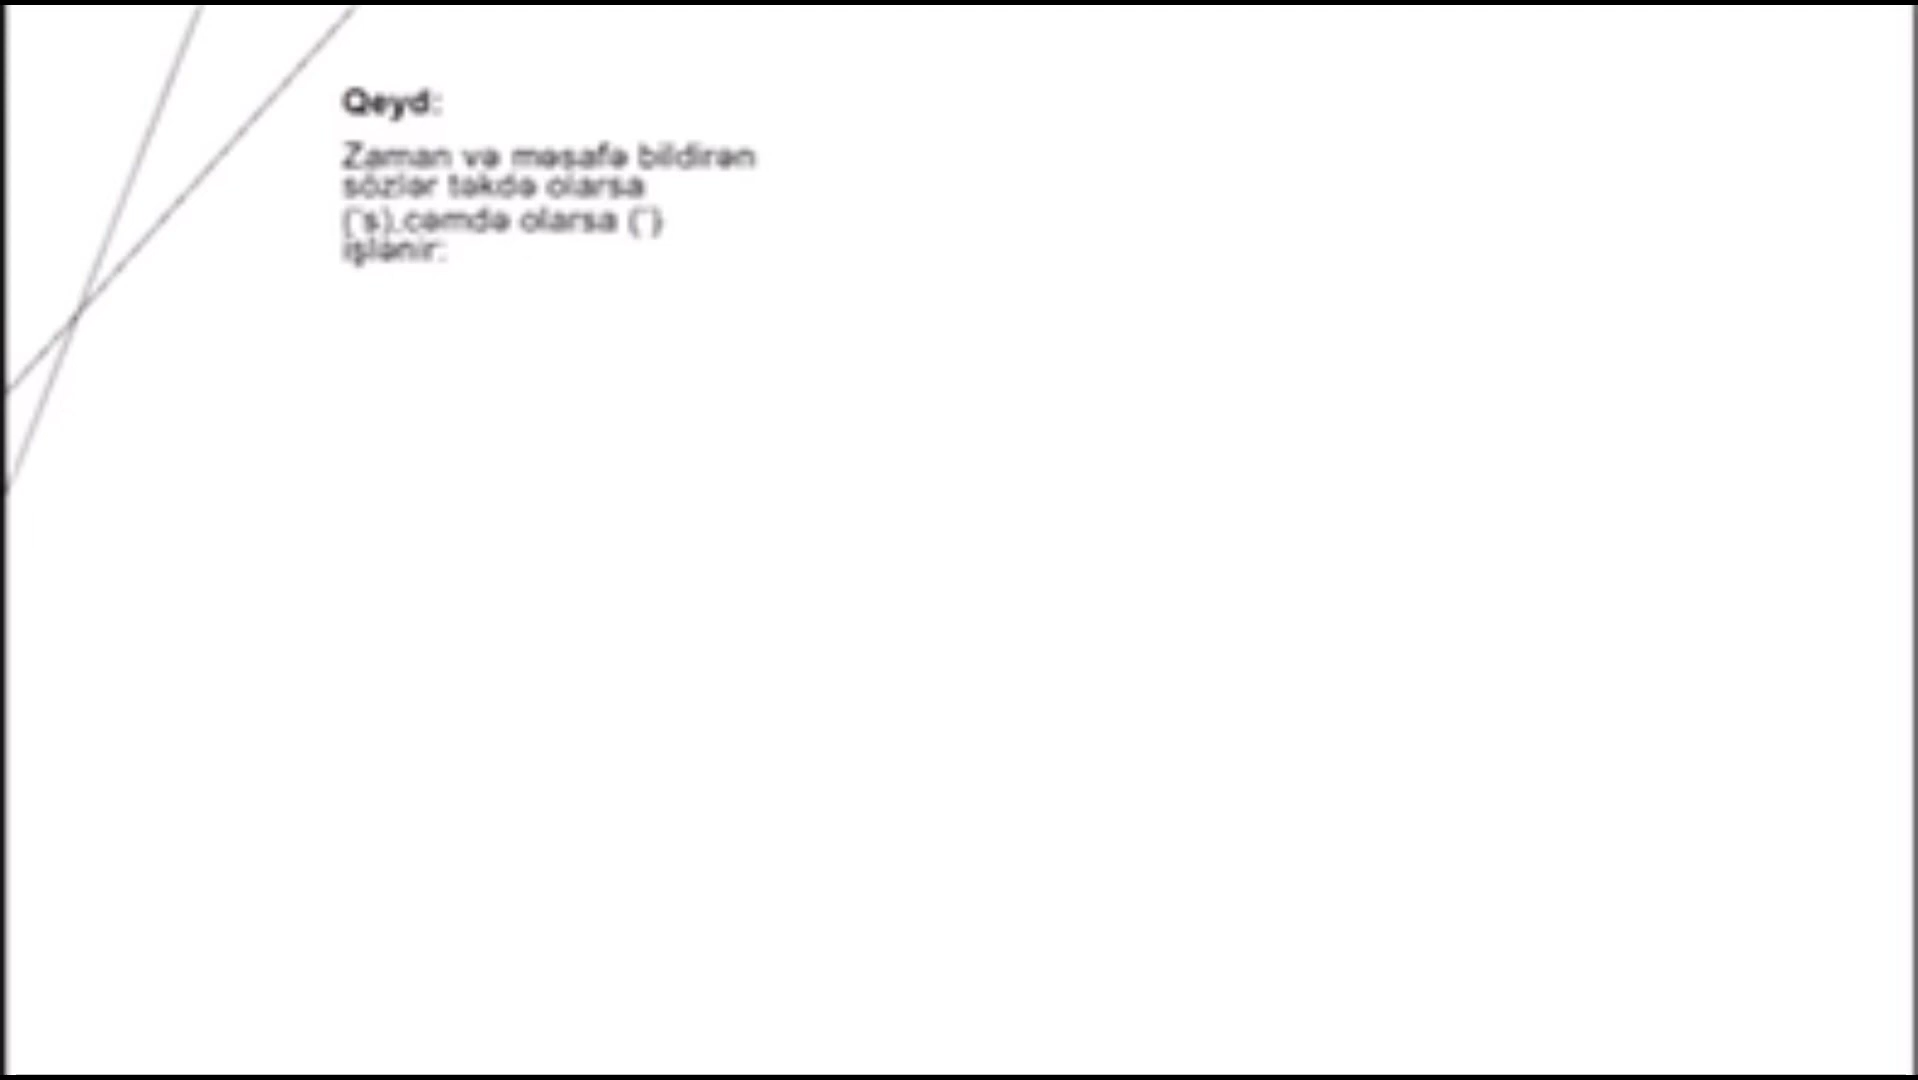 Qeyd:
Zaman və məsafə bildirən
sözlər təkdə olarsa
('s).cəmdə olarsa (')
işlənir: